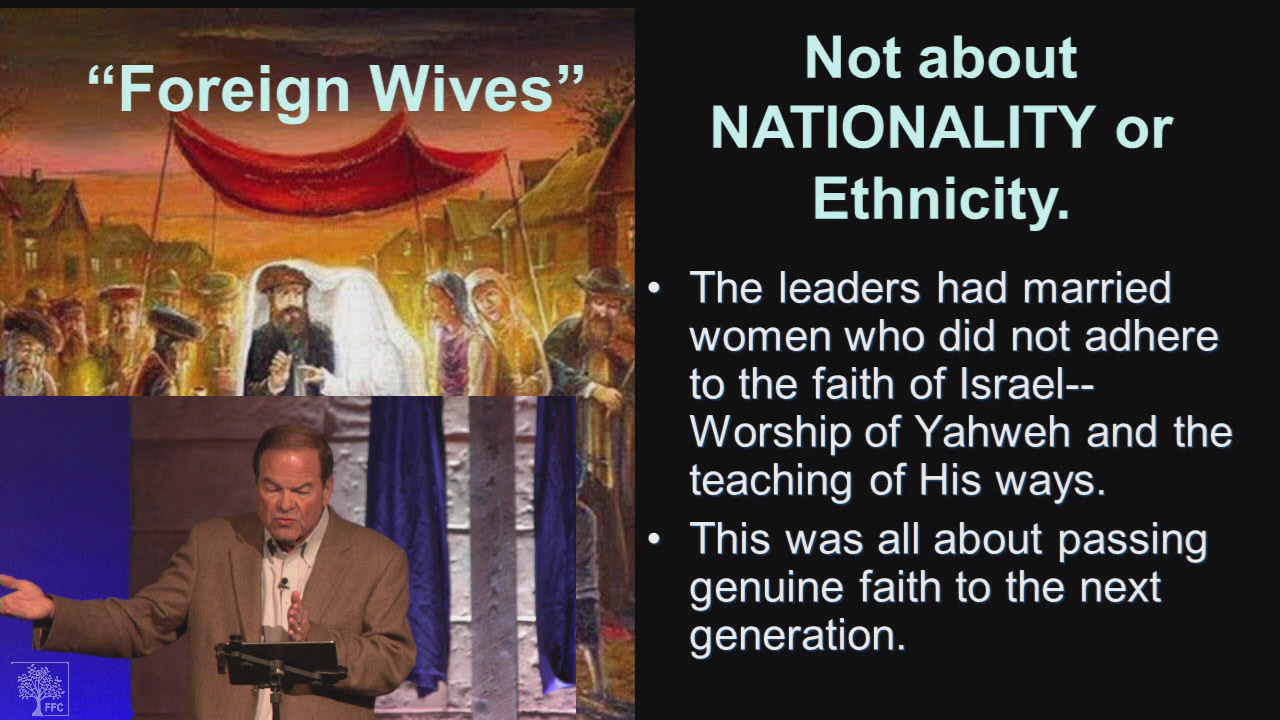 “Foreign Wives”
Not about
NATIONALITY or
Ethnicity.
• The leaders had married
women who did not adhere
to the faith of Israel--
Worship of Yahweh and the
teaching of His ways.
• This was all about passing
genuine faith to the next
generation.
FFC